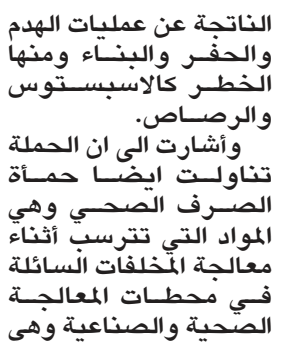 الناتجة عن عمليات الهدم
والحفر والبناء ومنها
الخطر كالاسبستوس
والرصاص.
وأشارت الى ان الحملة
تناولت ايضا حمأة
الصرف الصحي وهي
المواد التي تترسب أثناء
معالجة المخلفات السائلة
في محطات المعالجة
الصحية والصناعية وهي